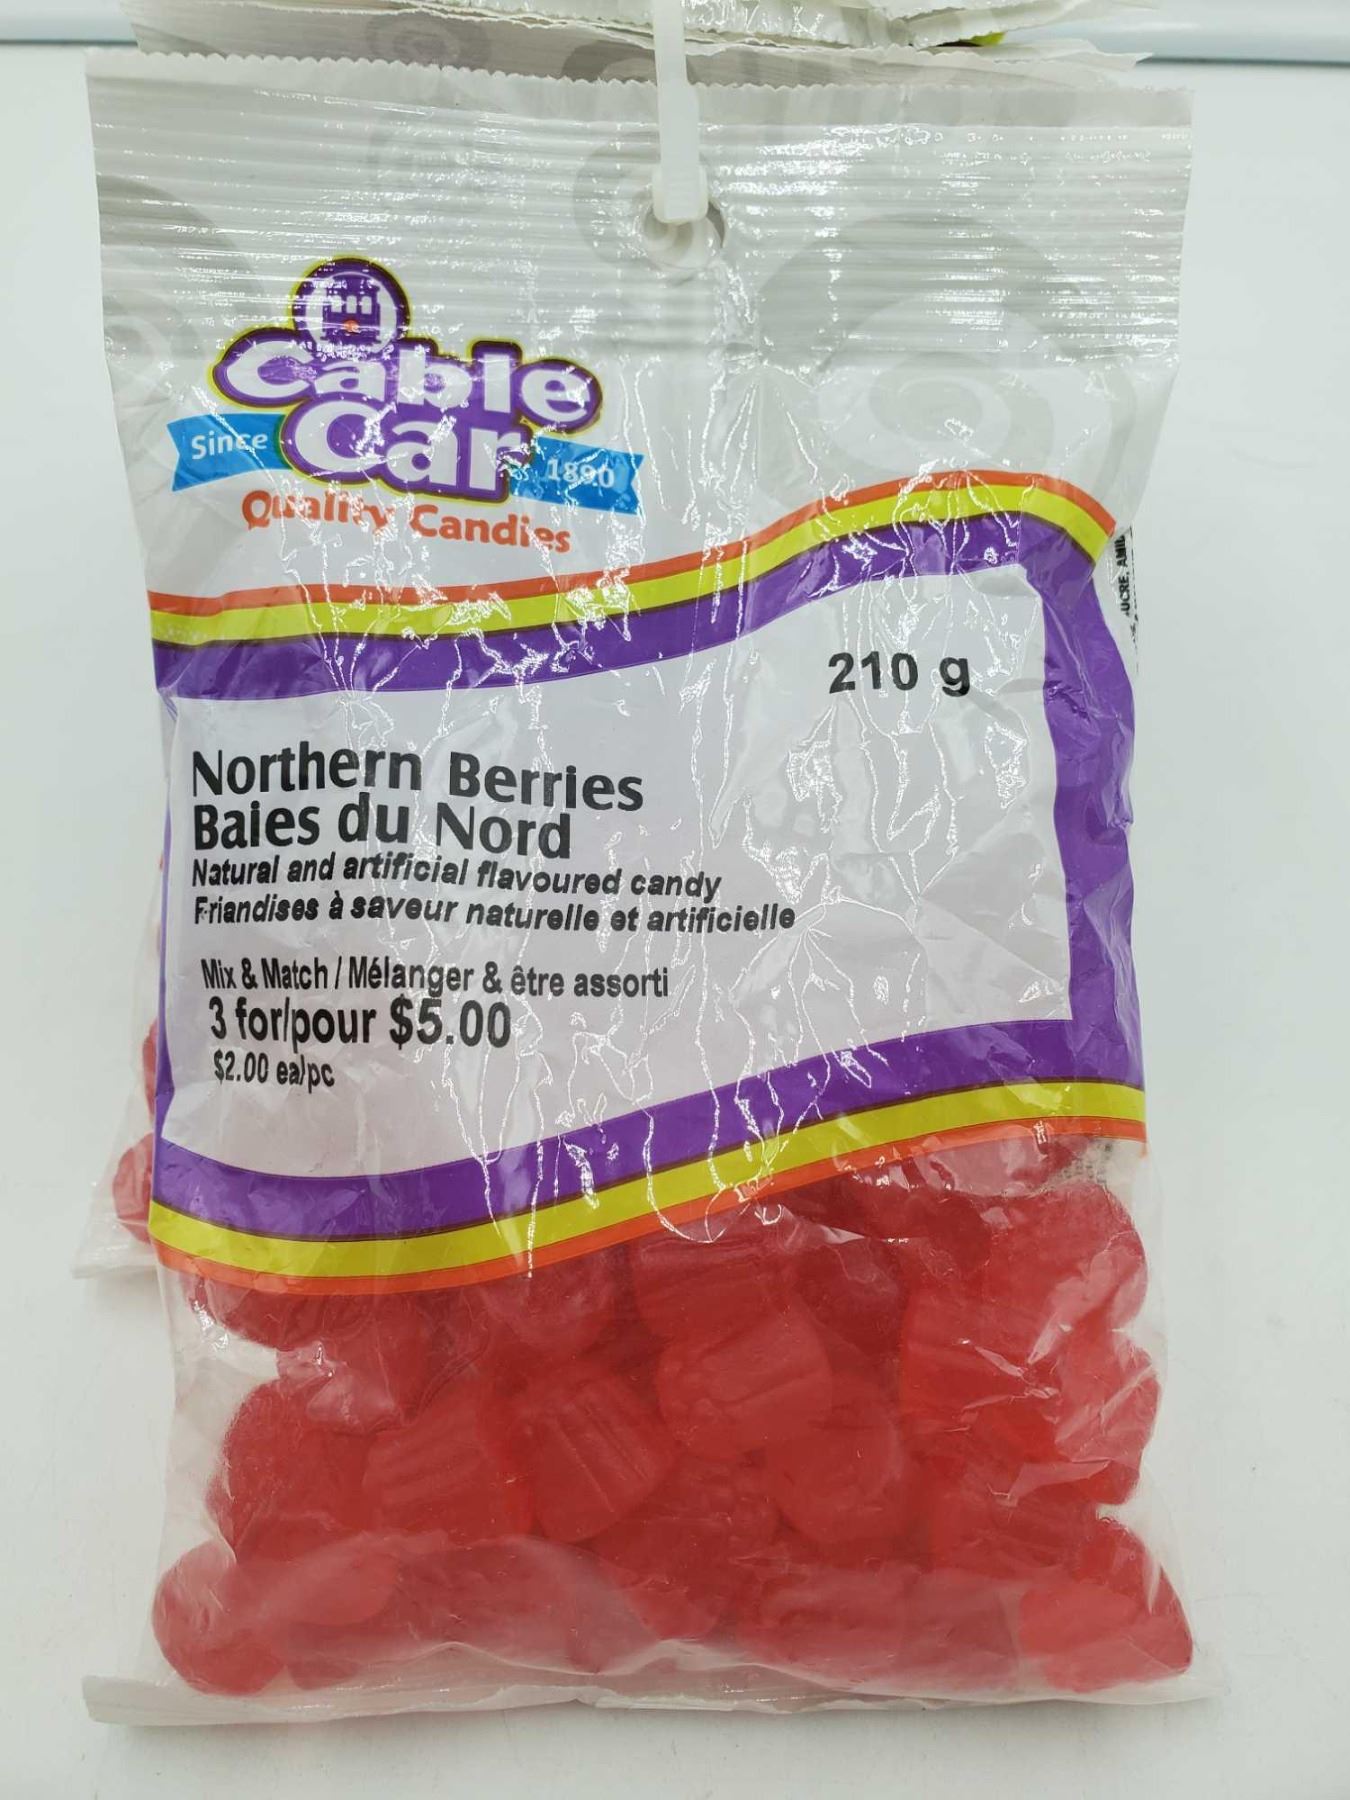 Cable
Car
Since 1890
Quality Candies
210 g
Northern Berries
Baies du Nord
Natural and artificial flavoured candy
Friandises à saveur naturelle et artificielle
Mix & Match / Mélanger & être assorti
3 for/pour $5.00
$2.00 ea/pc